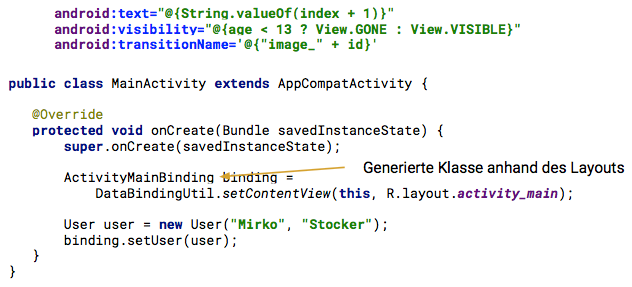 android:text="@{String.valueOf(index + 1)}"
android:visibility="@{age < 13 ? View.GONE : View.VISIBLE}"
android:transitionName='@{"image_" + id}'
public class MainActivity extends AppCompatActivity {
@Override
protected void onCreate(Bundle savedInstanceState) {
super.onCreate(savedInstanceState);
ActivityMainBinding binding =
Generierte Klasse anhand des Layouts
DataBindingUtil.setContentView(this, R.layout.activity_main);
User user = new User("Mirko", "Stocker");
binding.setUser(user);
}
}